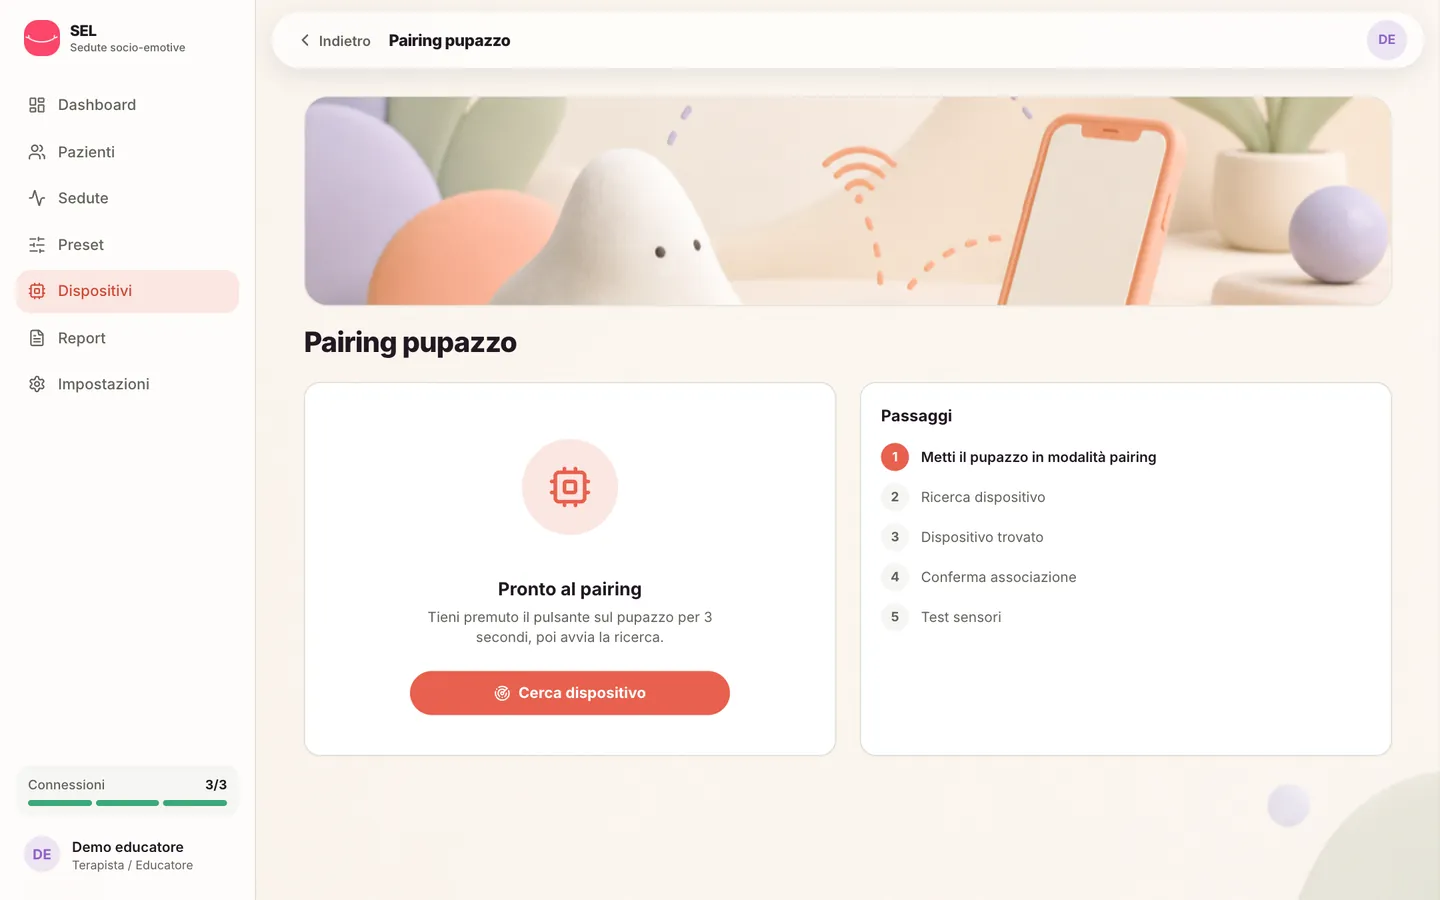 SEL
Sedute socio-emotive
Dashboard
Pazienti
Sedute
Preset
Dispositivi
Report
Impostazioni
Connessioni 3/3
DE
Demo educatore
Terapista / Educatore
Indietro Pairing pupazzo
DE
Pairing pupazzo
Pronto al pairing
Tieni premuto il pulsante sul pupazzo per 3
secondi, poi avvia la ricerca.
Cerca dispositivo
Passaggi
1 Metti il pupazzo in modalità pairing
2 Ricerca dispositivo
3 Dispositivo trovato
4 Conferma associazione
5 Test sensori